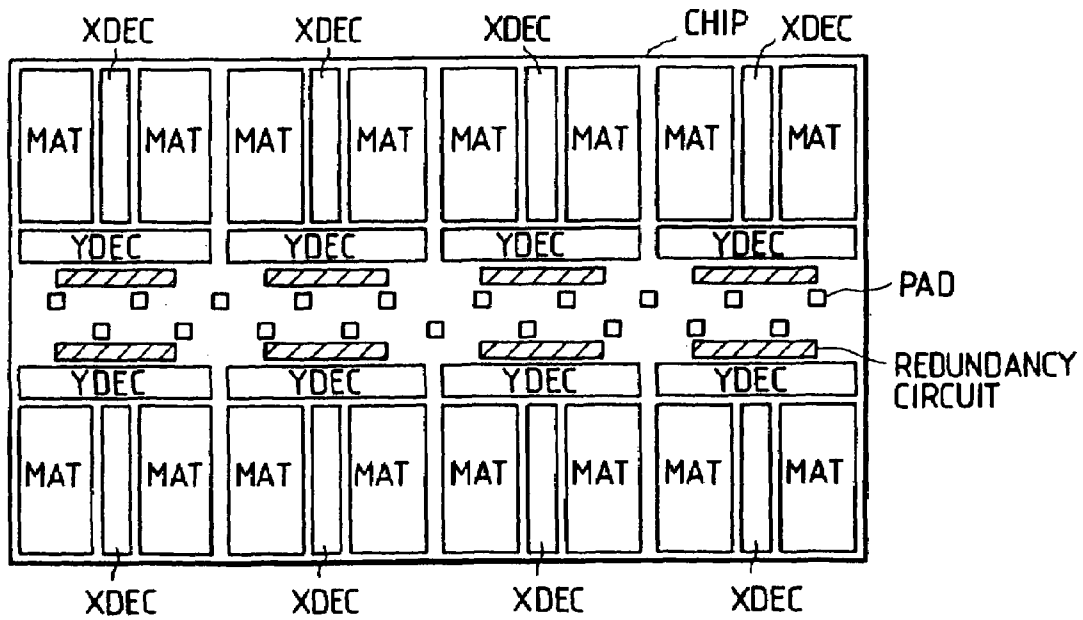 XDEC XDEC XDEC CHIP XDEC
MAT MAT MAT MAT MAT MAT MAT MAT
YDEC YDEC YDEC YDEC
PAD
REDUNDANCY
CIRCUIT
YDEC YDEC YDEC YDEC
MAT MAT MAT MAT MAT MAT MAT MAT
XDEC XDEC XDEC XDEC